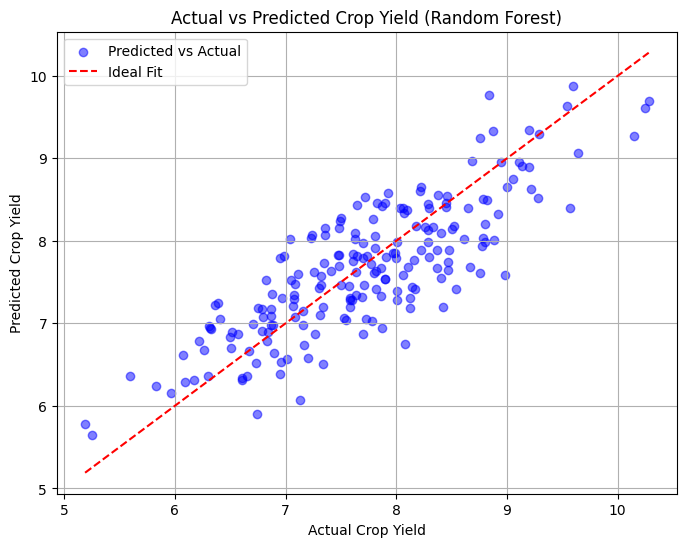 Actual vs Predicted Crop Yield (Random Forest)
Predicted vs Actual
Ideal Fit
10
9
8
7
6
5
Predicted Crop Yield
5 6 7 8 9 10
Actual Crop Yield